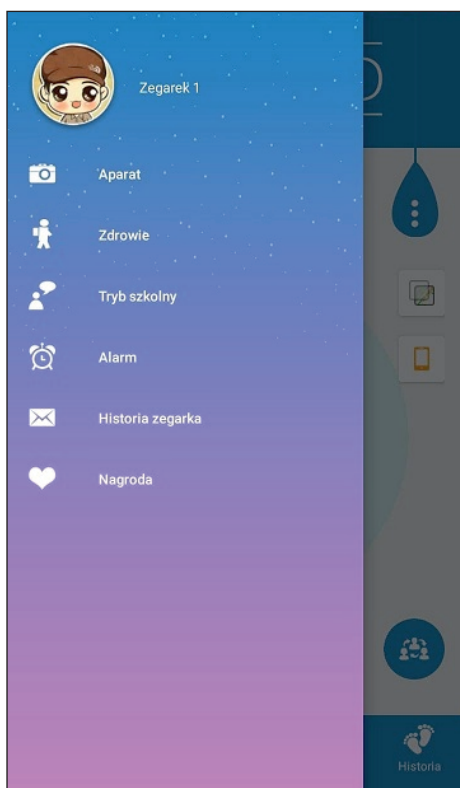 Zegarek 1
Aparat
Zdrowie
Tryb szkolny
Alarm
Historia zegarka
Nagroda
Historia